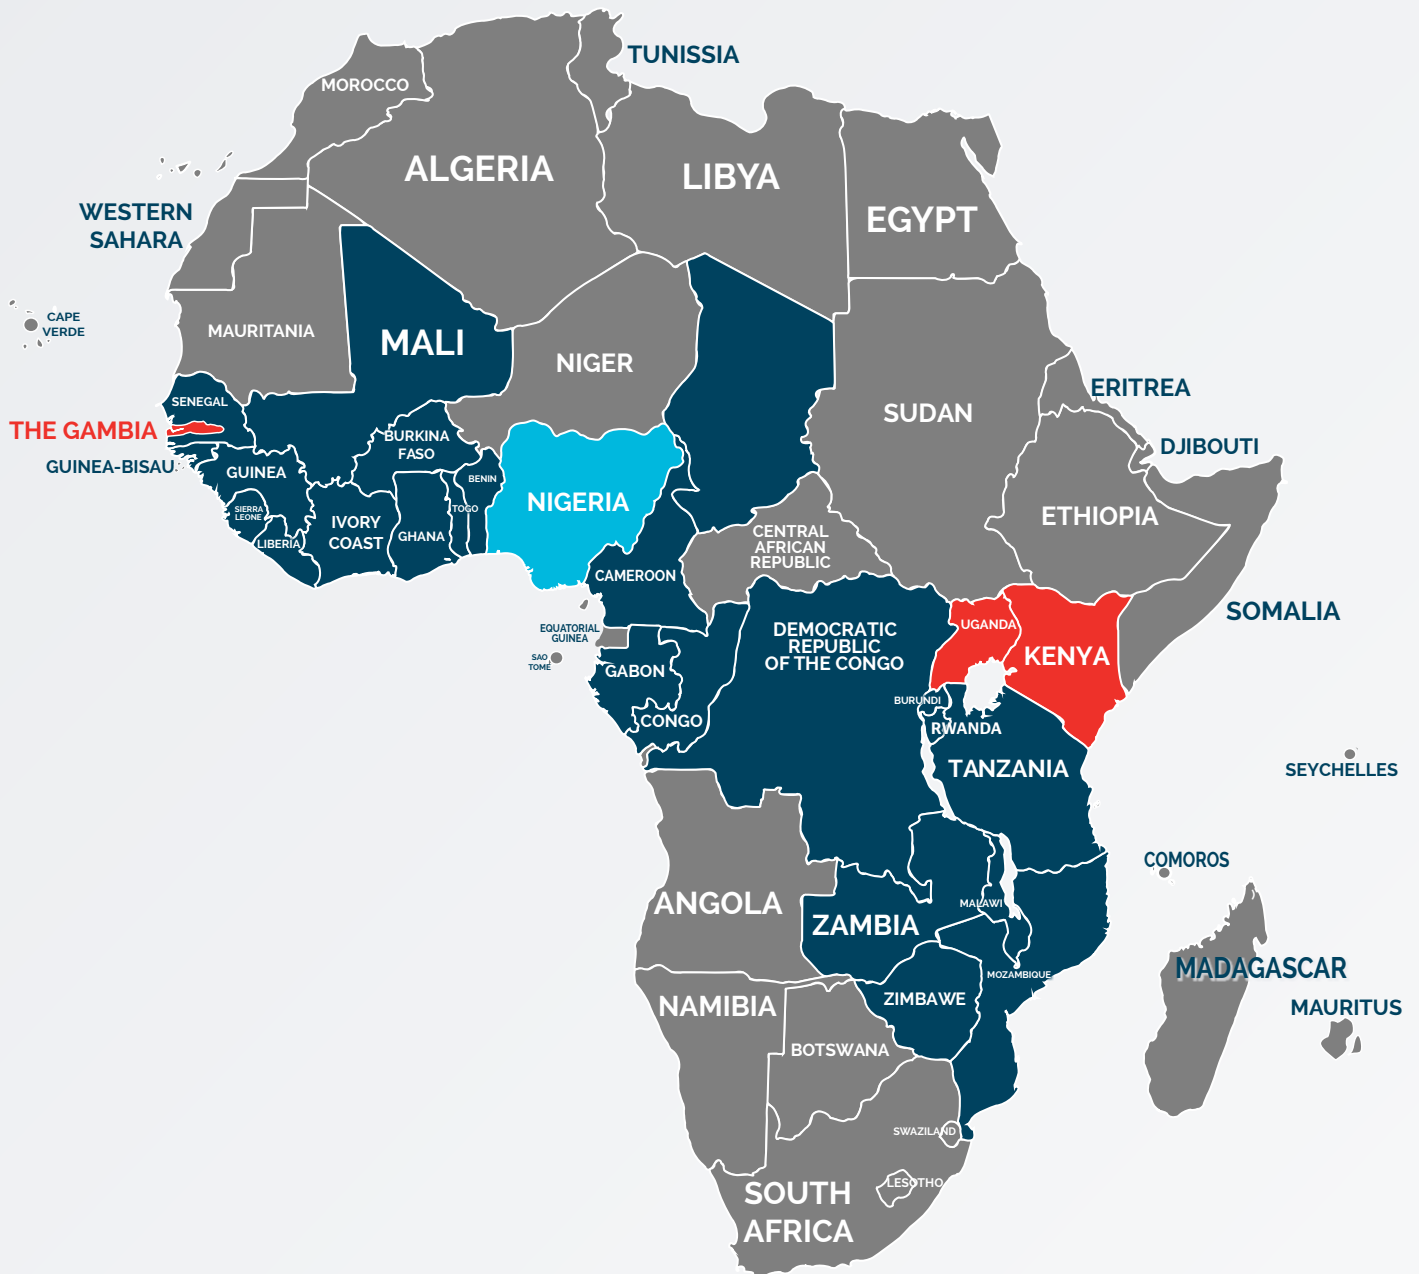 TUNISSIA
MOROCCO
ALGERIA
LIBYA
EGYPT
WESTERN
SAHARA
CAPE
VERDE
MAURITANIA
MALI
NIGER
SUDAN
ERITREA
SENEGAL
THE GAMBIA
GUINEA-BISAU
BURKINA
FASO
DJIBOUTI
GUINEA
BENIN
NIGERIA
SIERRA
LEONE
TOGO
IVORY
COAST
GHANA
LIBERIA
CENTRAL
AFRICAN
REPUBLIC
ETHIOPIA
CAMEROON
SOMALIA
EQUATORIAL
GUINEA
SAO
TOME
DEMOCRATIC
REPUBLIC
OF THE CONGO
UGANDA
KENYA
GABON
BURUNDI
CONGO
RWANDA
TANZANIA
SEYCHELLES
COMOROS
ANGOLA
MALAWI
ZAMBIA
MOZAMBIQUE
MADAGASCAR
ZIMBAWE
NAMIBIA
MAURITUS
BOTSWANA
SWAZILAND
LESOTHO
SOUTH
AFRICA